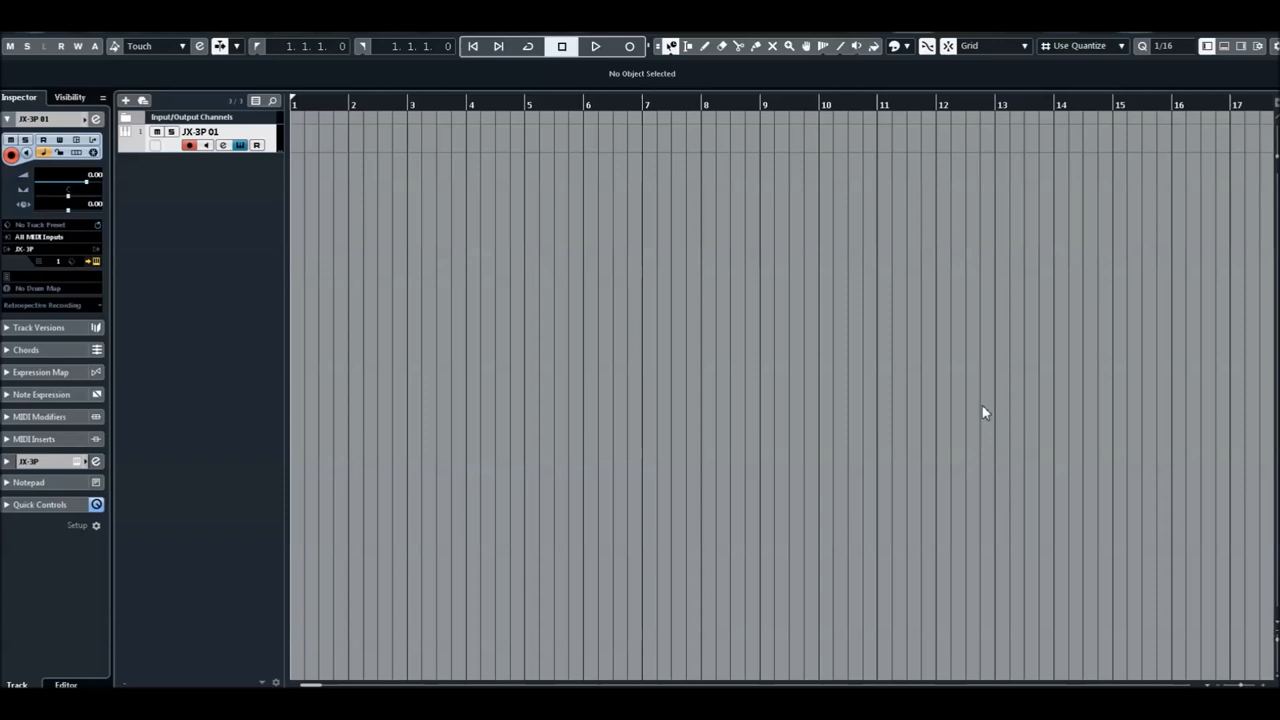 M S L R W A Touch 1. 1. 1. 0 1. 1. 1. 0 Grid Use Quantize Q 1/16
No Object Selected
Inspector Visibility
JX-3P 01
0.00
0.00
No Track Preset
All MIDI Inputs
JX-3P
1
No Drum Map
Retrospective Recording
Track Versions
Chords
Expression Map
Note Expression
MIDI Modifiers
MIDI Inserts
JX-3P
Notepad
Quick Controls
Setup
Track Editor
3 / 3
Input/Output Channels
1 m S JX-3P 01
R
1 2 3 4 5 6 7 8 9 10 11 12 13 14 15 16 17